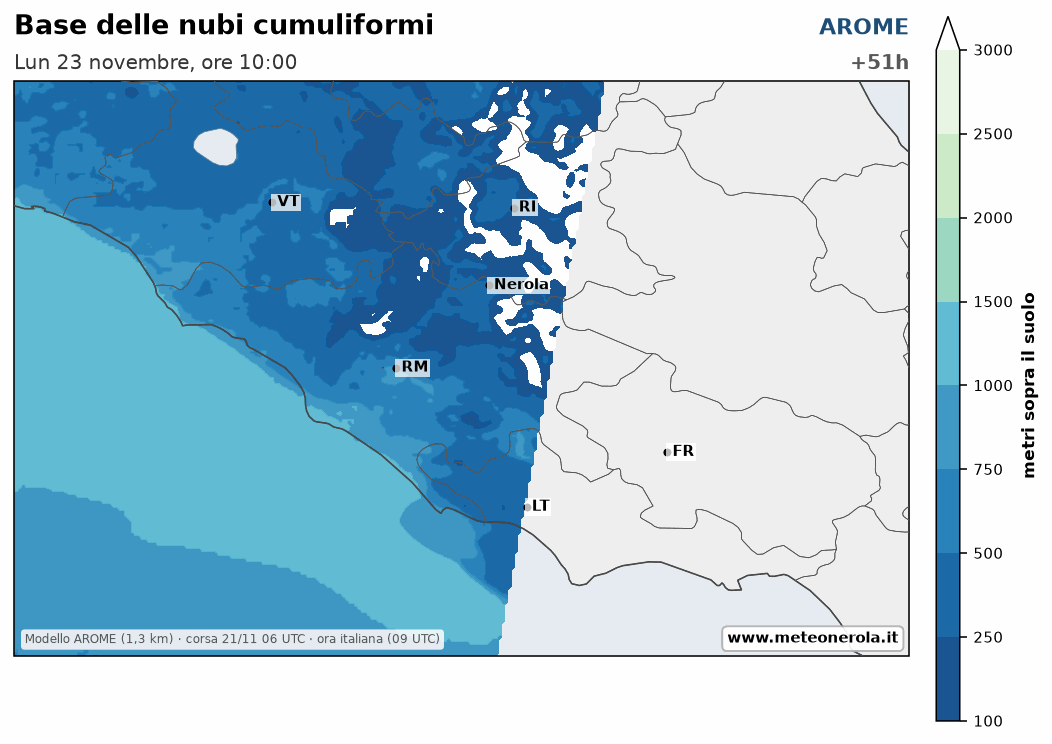 Base delle nubi cumuliformi
AROME
Lun 23 novembre, ore 10:00
+51h
VT
RI
Nerola
RM
FR
LT
Modello AROME (1,3 km) · corsa 21/11 06 UTC · ora italiana (09 UTC)
www.meteonerola.it
3000
2500
2000
1500
1000
750
500
250
100
metri sopra il suolo